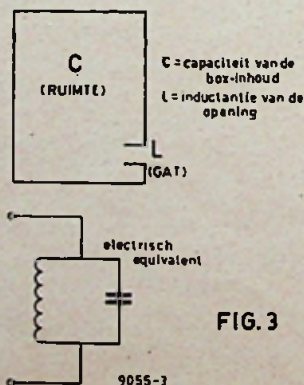 C
(RUIMTE)
C = capaciteit van de
box-inhoud
L = inductantie van de
opening
L
(GAT)
electrisch
equivalent
FIG. 3
9055-3